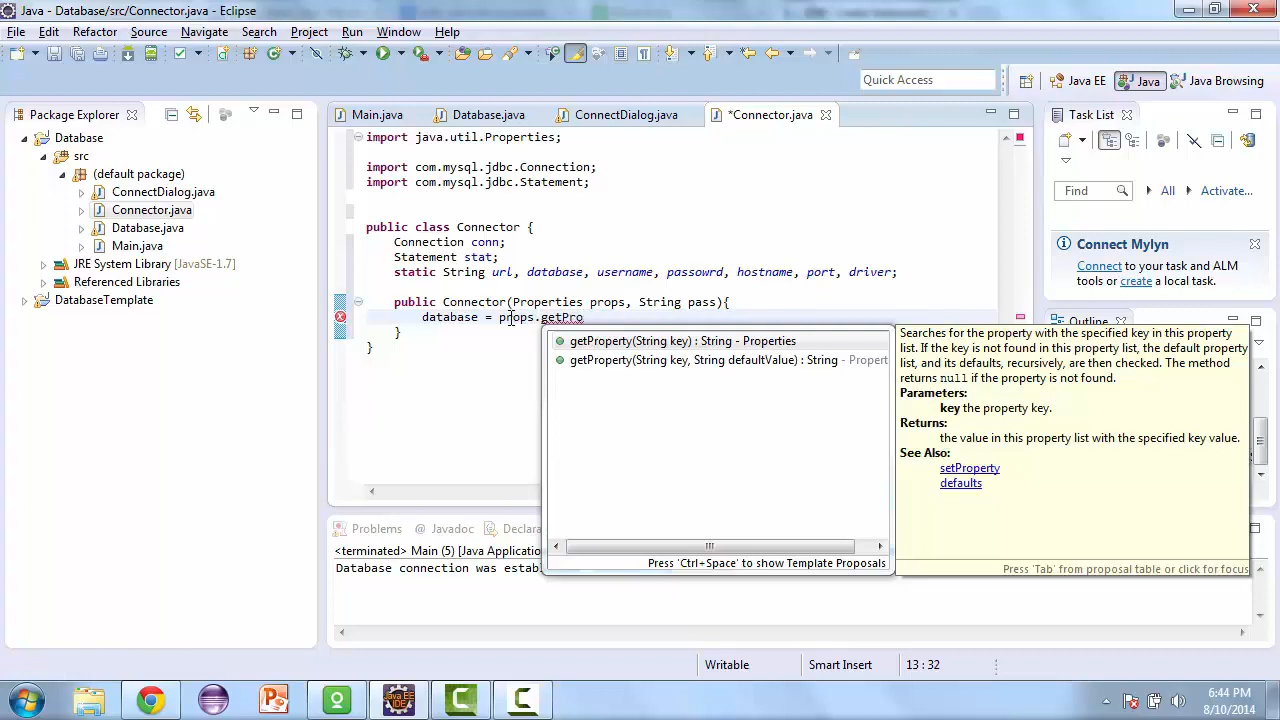 Java - Database/src/Connector.java - Eclipse
File Edit Refactor Source Navigate Search Project Run Window Help
Quick Access
Java EE
Java
Java Browsing
Package Explorer
Database
src
(default package)
ConnectDialog.java
Connector.java
Database.java
Main.java
JRE System Library [JavaSE-1.7]
Referenced Libraries
DatabaseTemplate
Main.java
Database.java
ConnectDialog.java
*Connector.java
import java.util.Properties;
import com.mysql.jdbc.Connection;
import com.mysql.jdbc.Statement;
public class Connector {
Connection conn;
Statement stat;
static String url, database, username, passowrd, hostname, port, driver;
public Connector(Properties props, String pass){
database = props.getPro
}
}
getProperty(String key) : String - Properties
getProperty(String key, String defaultValue) : String - Propert
Press 'Ctrl+Space' to show Template Proposals
Searches for the property with the specified key in this property
list. If the key is not found in this property list, the default property
list, and its defaults, recursively, are then checked. The method
returns null if the property is not found.
Parameters:
key the property key.
Returns:
the value in this property list with the specified key value.
See Also:
setProperty
defaults
Press 'Tab' from proposal table or click for focus
Task List
Find
All
Activate...
Connect Mylyn
Connect to your task and ALM
tools or create a local task.
Outline
Problems @ Javadoc Declara
<terminated> Main (5) [Java Applicatio
Database connection was estab
Writable
Smart Insert
13 : 32
Java EE
IDE
6:44 PM
8/10/2014